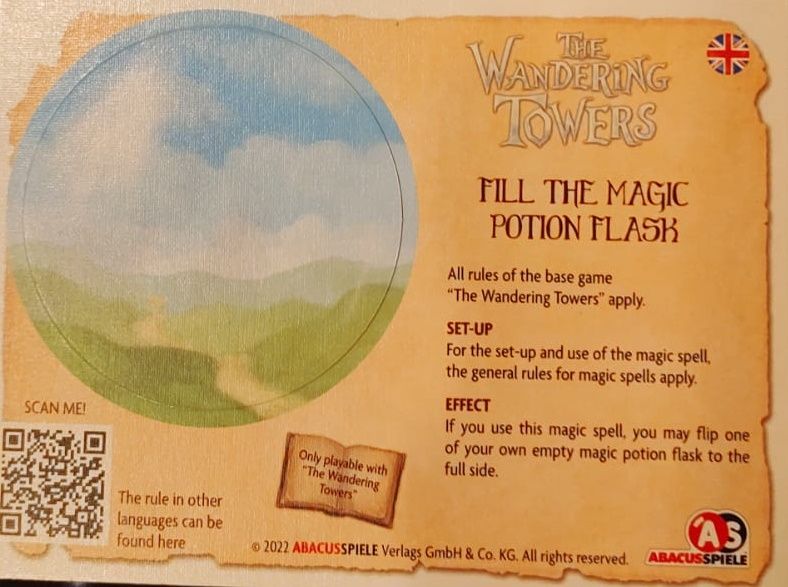 THE
WANDERING
TOWERS
FILL THE MAGIC
POTION FLASK
All rules of the base game
“The Wandering Towers” apply.
SET-UP
For the set-up and use of the magic spell,
the general rules for magic spells apply.
EFFECT
If you use this magic spell, you may flip one
of your own empty magic potion flask to the
full side.
SCAN ME!
The rule in other
languages can be
found here
Only playable with
“The Wandering
Towers”
© 2022 ABACUSSPIELE Verlags GmbH & Co. KG. All rights reserved.
AS
ABACUSSPIELE